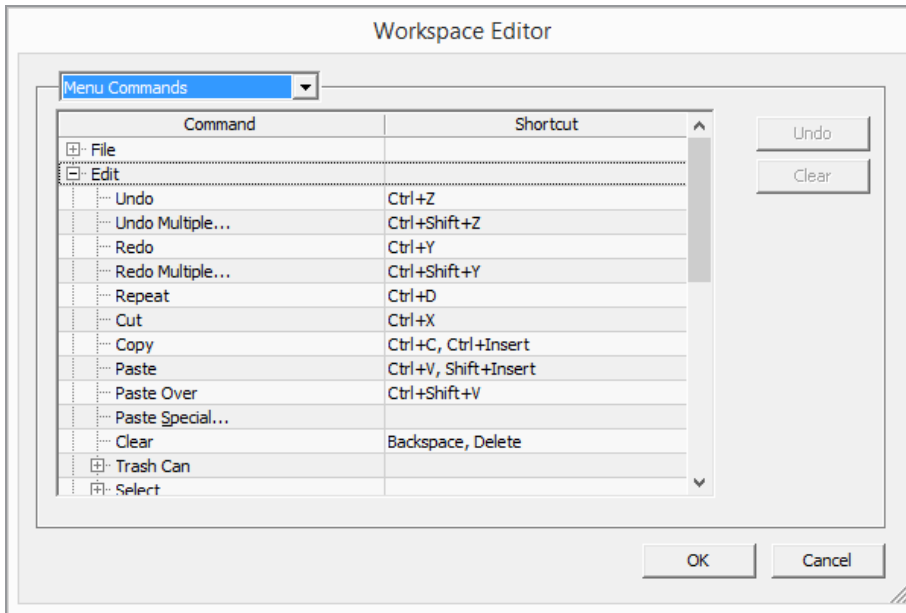 Workspace Editor
Menu Commands
Command Shortcut
File
Edit
Undo Ctrl+Z
Undo Multiple... Ctrl+Shift+Z
Redo Ctrl+Y
Redo Multiple... Ctrl+Shift+Y
Repeat Ctrl+D
Cut Ctrl+X
Copy Ctrl+C, Ctrl+Insert
Paste Ctrl+V, Shift+Insert
Paste Over Ctrl+Shift+V
Paste Special...
Clear Backspace, Delete
Trash Can
Select
Undo
Clear
OK Cancel